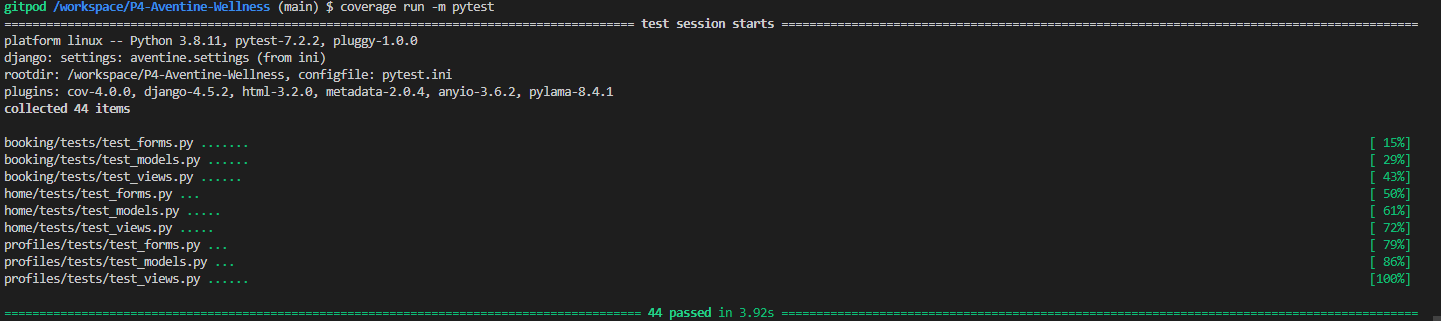 gitpod /workspace/P4-Aventine-Wellness (main) $ coverage run -m pytest
========================================================================================== test session starts ===========================================================================================
platform linux -- Python 3.8.11, pytest-7.2.2, pluggy-1.0.0
django: settings: aventine.settings (from ini)
rootdir: /workspace/P4-Aventine-Wellness, configfile: pytest.ini
plugins: cov-4.0.0, django-4.5.2, html-3.2.0, metadata-2.0.4, anyio-3.6.2, pylama-8.4.1
collected 44 items
booking/tests/test_forms.py ....... [ 15%]
booking/tests/test_models.py ...... [ 29%]
booking/tests/test_views.py ...... [ 43%]
home/tests/test_forms.py ... [ 50%]
home/tests/test_models.py ..... [ 61%]
home/tests/test_views.py ..... [ 72%]
profiles/tests/test_forms.py ... [ 79%]
profiles/tests/test_models.py ... [ 86%]
profiles/tests/test_views.py ...... [100%]
=========================================================================================== 44 passed in 3.92s ===========================================================================================